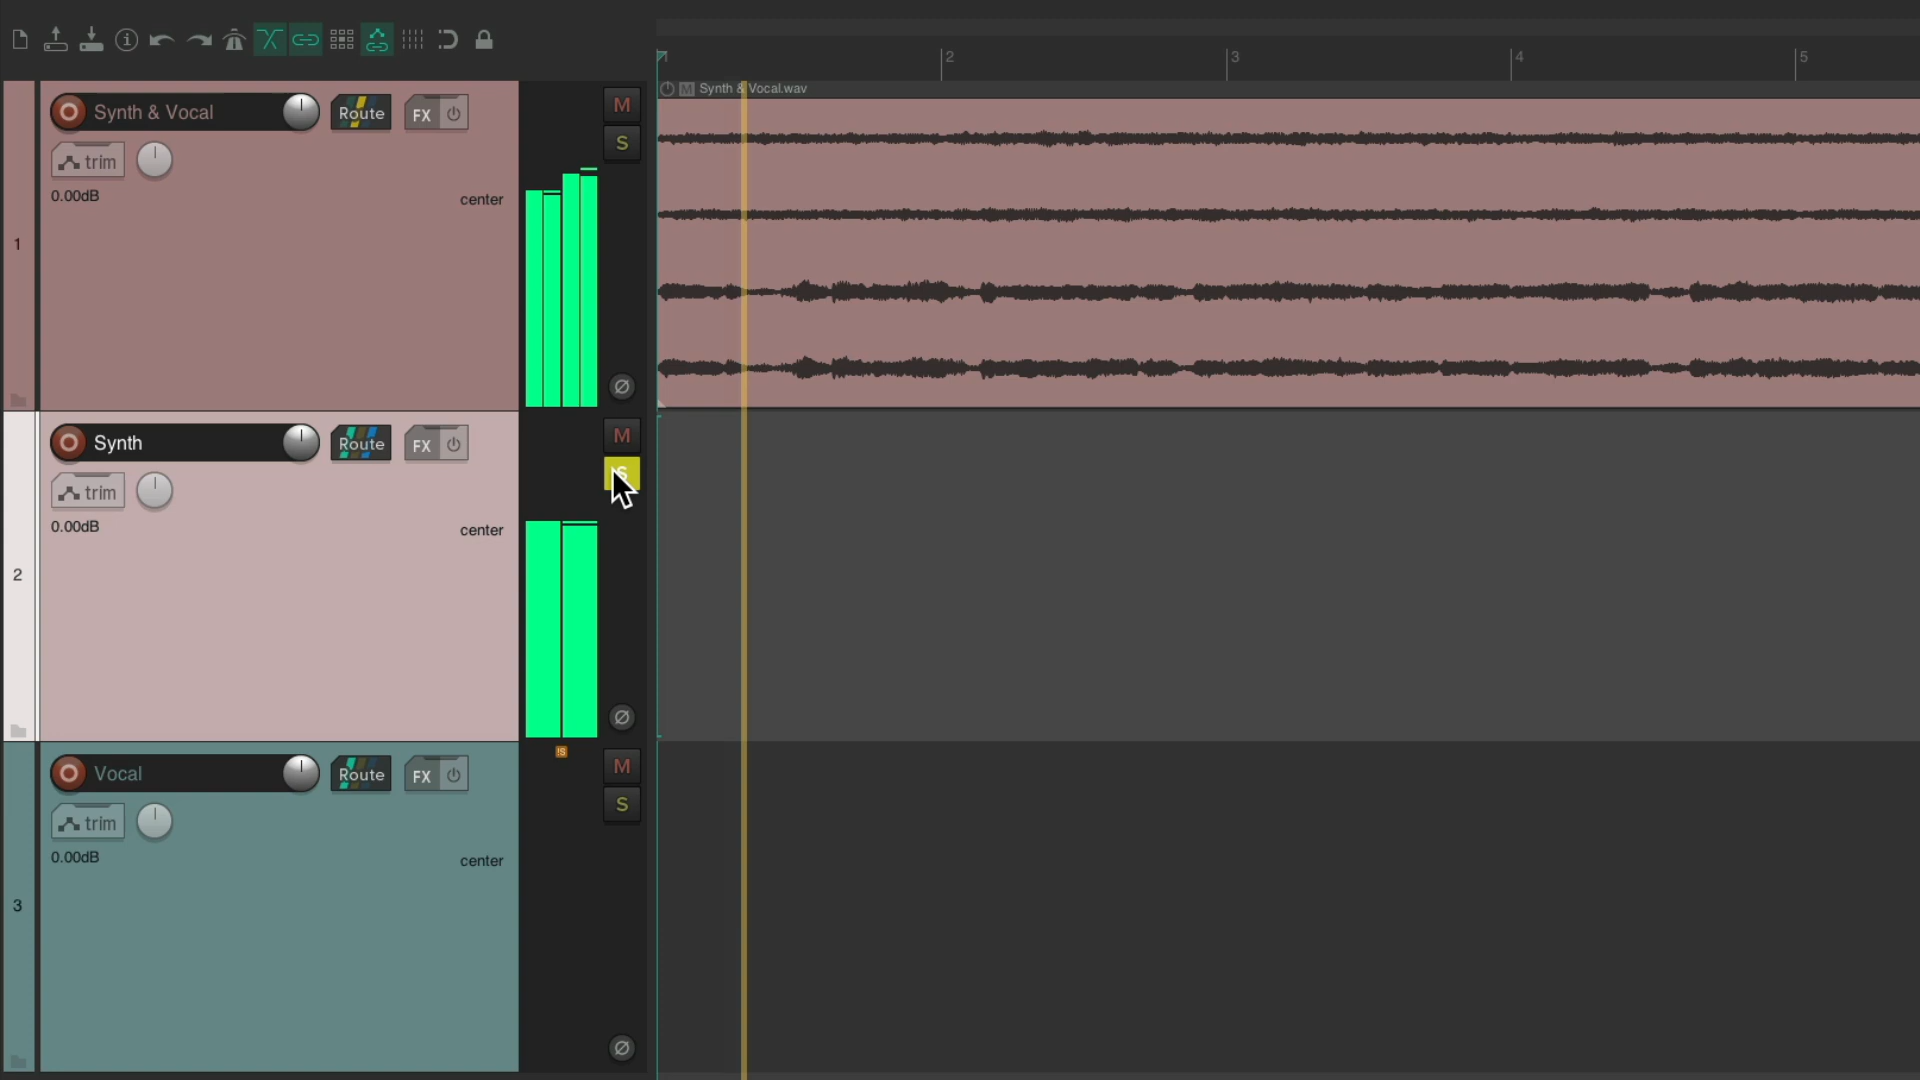 1 2 3 4 5
M Synth & Vocal.wav
Synth & Vocal Route FX M
trim S
0.00dB center
1
Synth Route FX M
trim S
0.00dB center
2
!S
Vocal Route FX M
trim S
0.00dB center
3